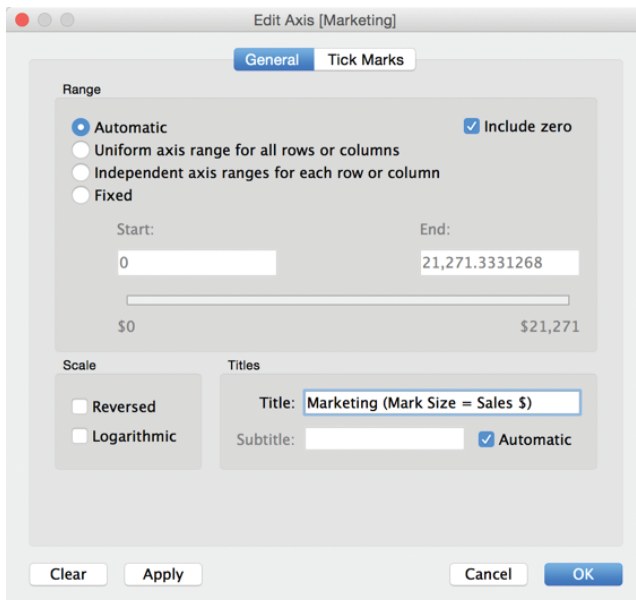 Edit Axis [Marketing]
General Tick Marks
Range
Automatic Include zero
Uniform axis range for all rows or columns
Independent axis ranges for each row or column
Fixed
Start: End:
0 21,271.3331268
$0 $21,271
Scale Titles
Reversed Title: Marketing (Mark Size = Sales $)
Logarithmic Subtitle: Automatic
Clear Apply Cancel OK